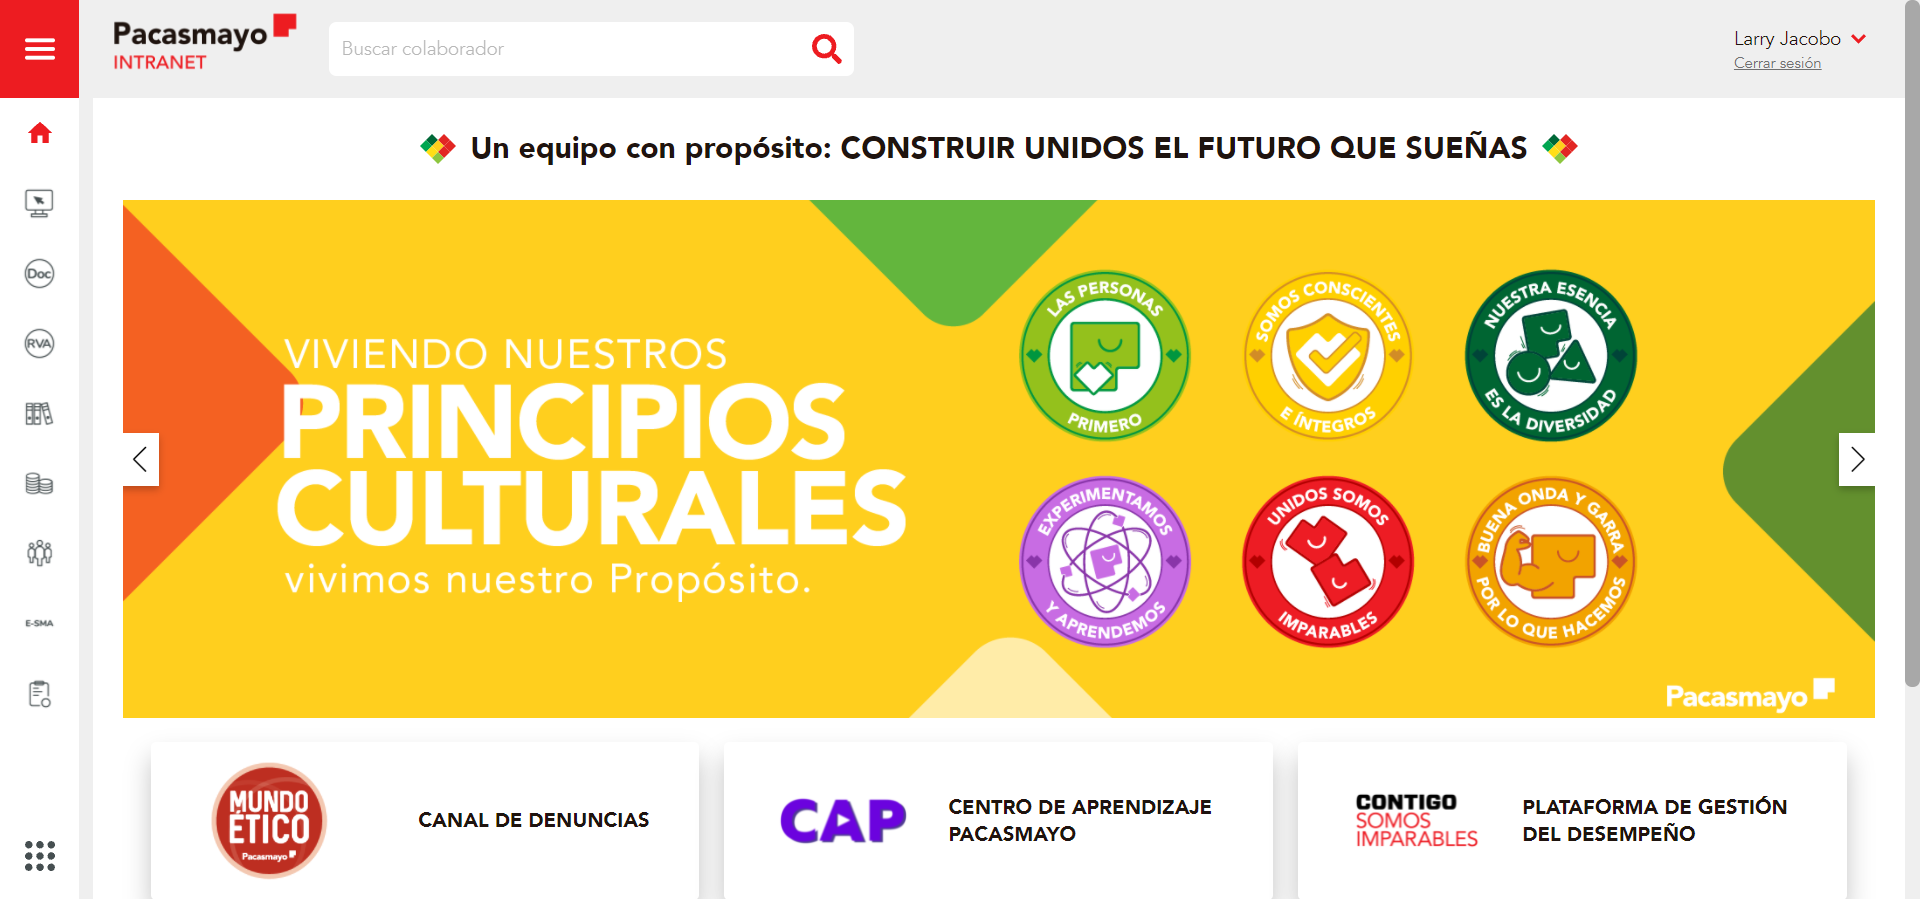 Pacasmayo
INTRANET
Buscar colaborador
Larry Jacobo
Cerrar sesión
Un equipo con propósito: CONSTRUIR UNIDOS EL FUTURO QUE SUEÑAS
Doc
RVA
E-SMA
VIVIENDO NUESTROS
PRINCIPIOS
CULTURALES
vivimos nuestro Propósito.
LAS PERSONAS
PRIMERO
SOMOS CONSCIENTES
E ÍNTEGROS
NUESTRA ESENCIA
ES LA DIVERSIDAD
EXPERIMENTAMOS
Y APRENDEMOS
UNIDOS SOMOS
IMPARABLES
BUENA ONDA Y GARRA
POR LO QUE HACEMOS
Pacasmayo
MUNDO
ETICO
Pacasmayo
CANAL DE DENUNCIAS
CAP
CENTRO DE APRENDIZAJE
PACASMAYO
CONTIGO
SOMOS
IMPARABLES
PLATAFORMA DE GESTIÓN
DEL DESEMPEÑO